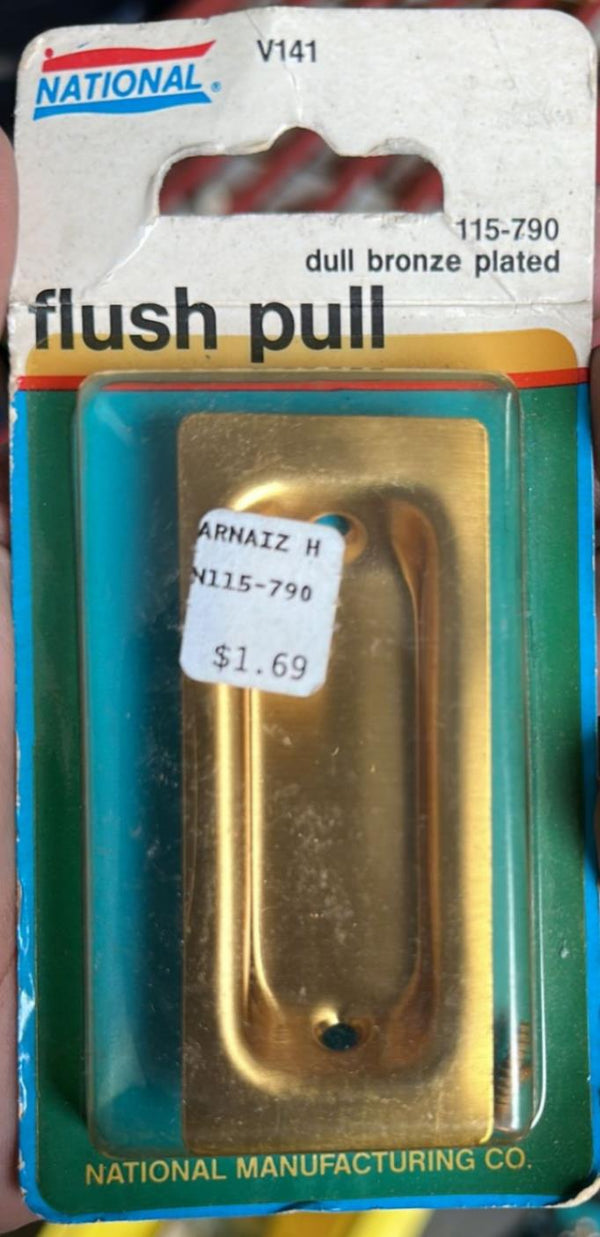 NATIONAL®
V141
115-790
dull bronze plated
flush pull
ARNAIZ H
N115-790
$1.69
NATIONAL MANUFACTURING CO.